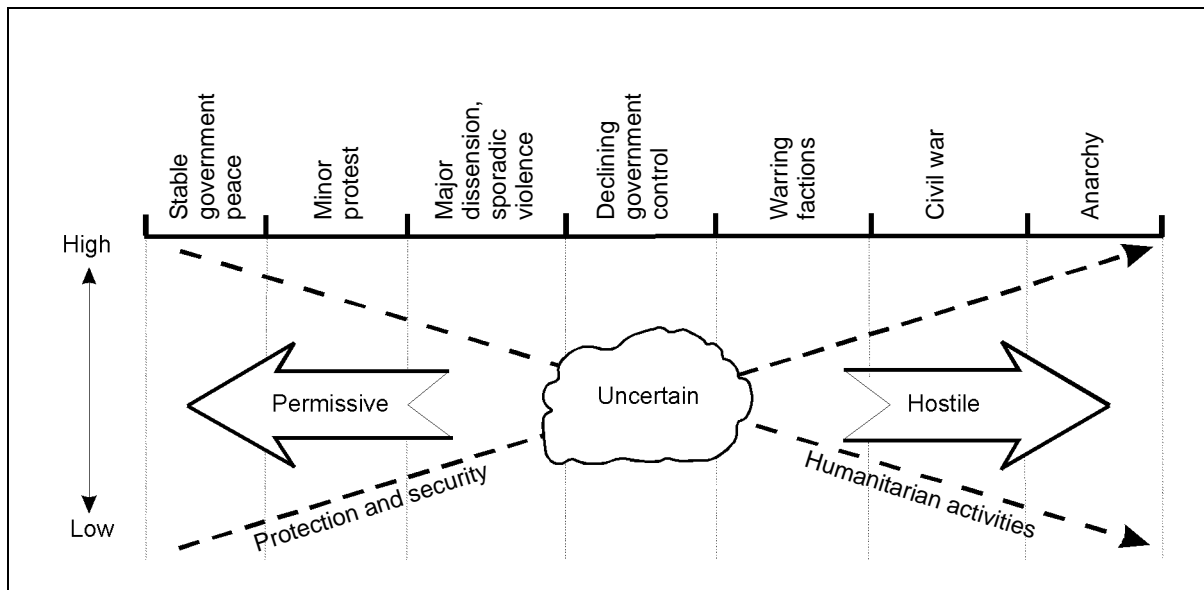 Stable
government
peace
Minor
protest
Major
dissension,
sporadic
violence
Declining
government
control
Warring
factions
Civil war
Anarchy
High
Low
Permissive
Uncertain
Hostile
Protection and security
Humanitarian activities